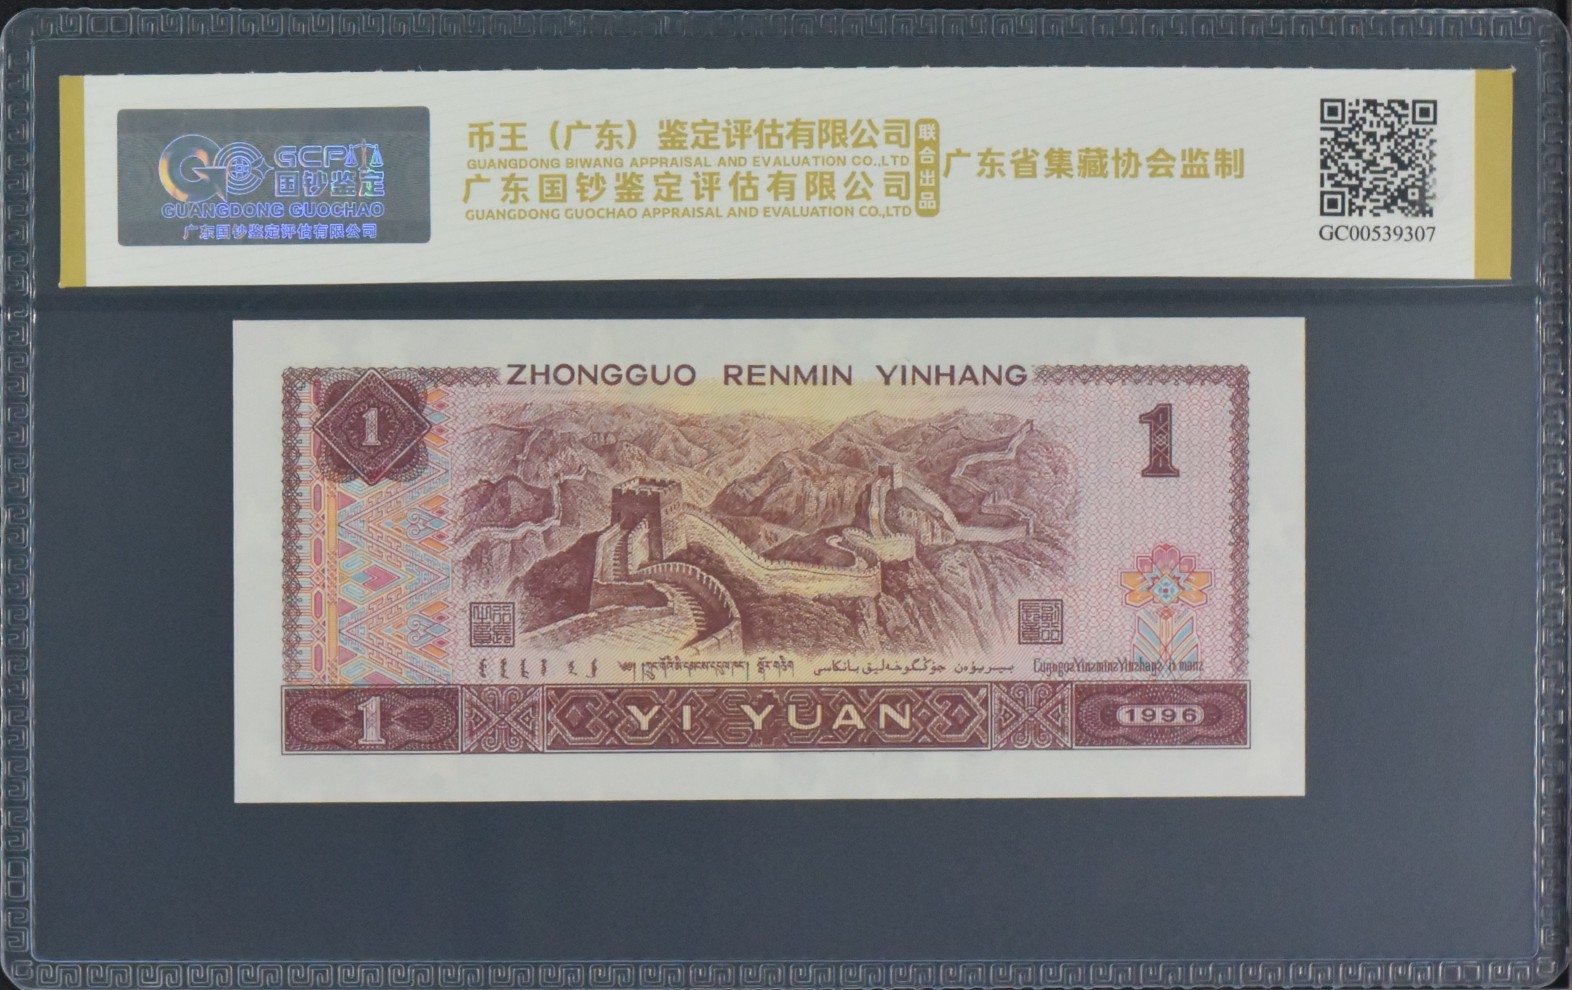 GCP
国钞鉴定
GUANGDONG GUOCHAO
广东国钞鉴定评估有限公司
币王（广东）鉴定评估有限公司
GUANGDONG BIWANG APPRAISAL AND EVALUATION CO.,LTD
广东国钞鉴定评估有限公司
GUANGDONG GUOCHAO APPRAISAL AND EVALUATION CO.,LTD
联合出品
广东省集藏协会监制
GC00539307
ZHONGGUO RENMIN YINHANG
1
1
Cunƨgoz Yinzminz Yinzhangz
1
YI YUAN
1996